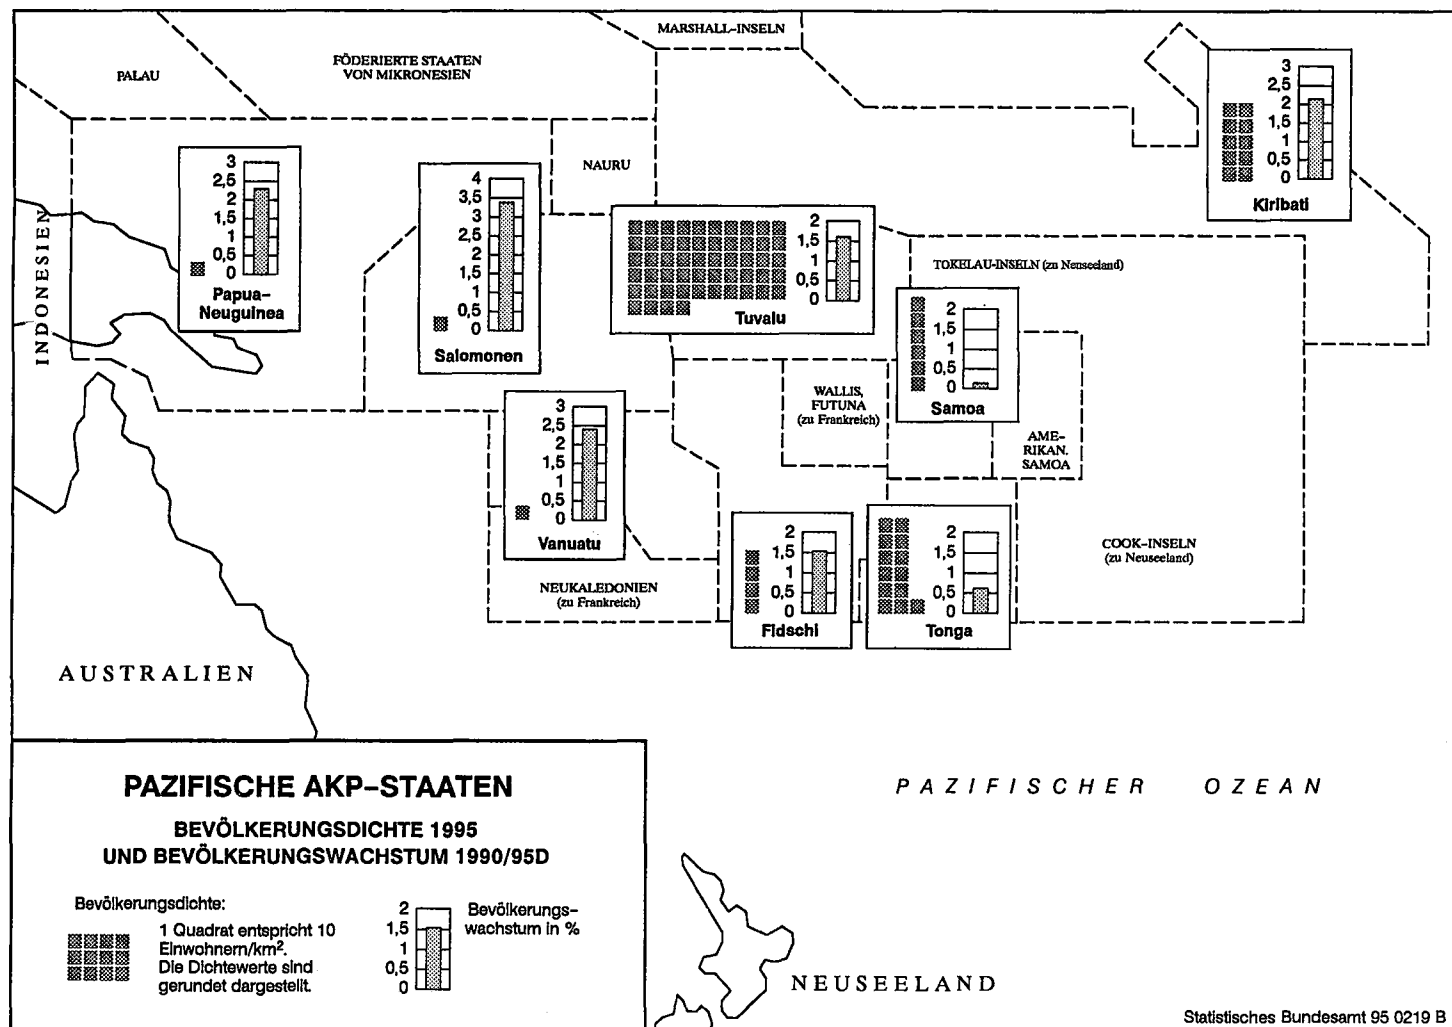 MARSHALL-INSELN
PALAU
FÖDERIERTE STAATEN
VON MIKRONESIEN
NAURU
INDONESIEN
3
2,5
2
1,5
1
0,5
0
Papua-
Neuguinea
4
3,5
3
2,5
2
1,5
1
0,5
0
Salomonen
2
1,5
1
0,5
0
Tuvalu
3
2,5
2
1,5
1
0,5
0
Kiribati
TOKELAU-INSELN (zu Neuseeland)
2
1,5
1
0,5
0
Samoa
WALLIS,
FUTUNA
(zu Frankreich)
AME-
RIKAN.
SAMOA
3
2,5
2
1,5
1
0,5
0
Vanuatu
NEUKALEDONIEN
(zu Frankreich)
2
1,5
1
0,5
0
Fidschi
2
1,5
1
0,5
0
Tonga
COOK-INSELN
(zu Neuseeland)
AUSTRALIEN
PAZIFISCHER OZEAN
NEUSEELAND
PAZIFISCHE AKP-STAATEN
BEVÖLKERUNGSDICHTE 1995
UND BEVÖLKERUNGSWACHSTUM 1990/95D
Bevölkerungsdichte:
1 Quadrat entspricht 10
Einwohnern/km².
Die Dichtewerte sind
gerundet dargestellt.
2
1,5
1
0,5
0
Bevölkerungs-
wachstum in %
Statistisches Bundesamt 95 0219 B